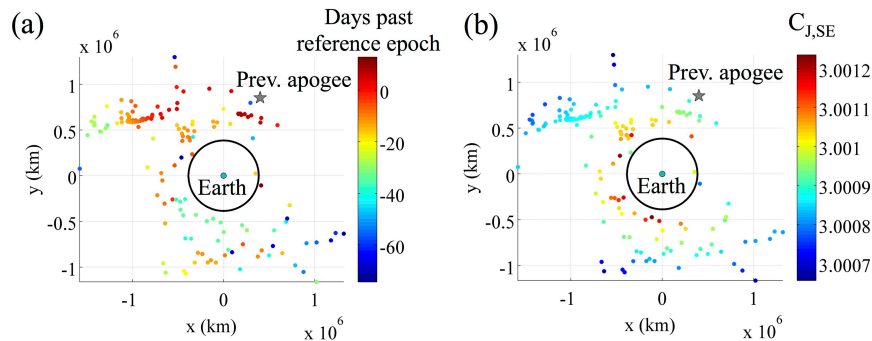 (a)
x 10^6
Days past
reference epoch
Prev. apogee
1
0.5
0
-0.5
-1
y (km)
Earth
-1
0
1
x (km)
x 10^6
0
-20
-40
-60
(b)
x 10^6
C_J,SE
Prev. apogee
1
0.5
0
-0.5
-1
y (km)
Earth
-1
0
1
x (km)
x 10^6
3.0012
3.0011
3.001
3.0009
3.0008
3.0007